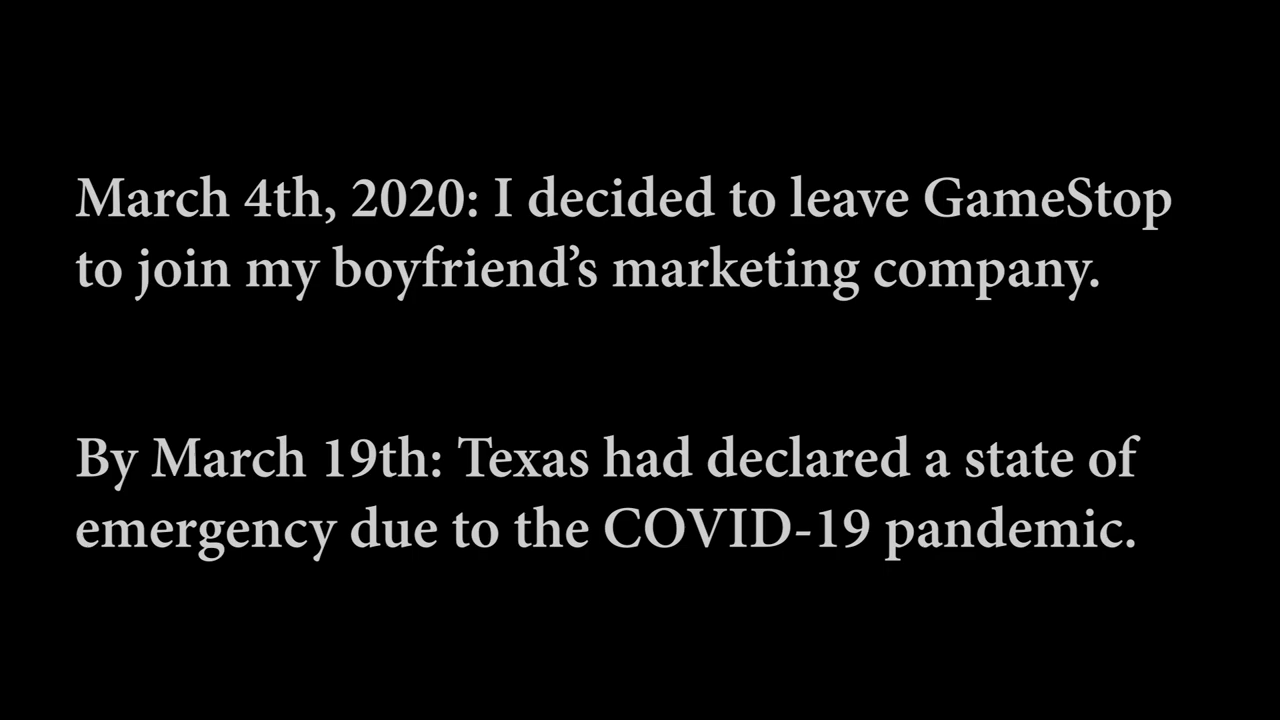 March 4th, 2020: I decided to leave GameStop
to join my boyfriend’s marketing company.
By March 19th: Texas had declared a state of
emergency due to the COVID-19 pandemic.